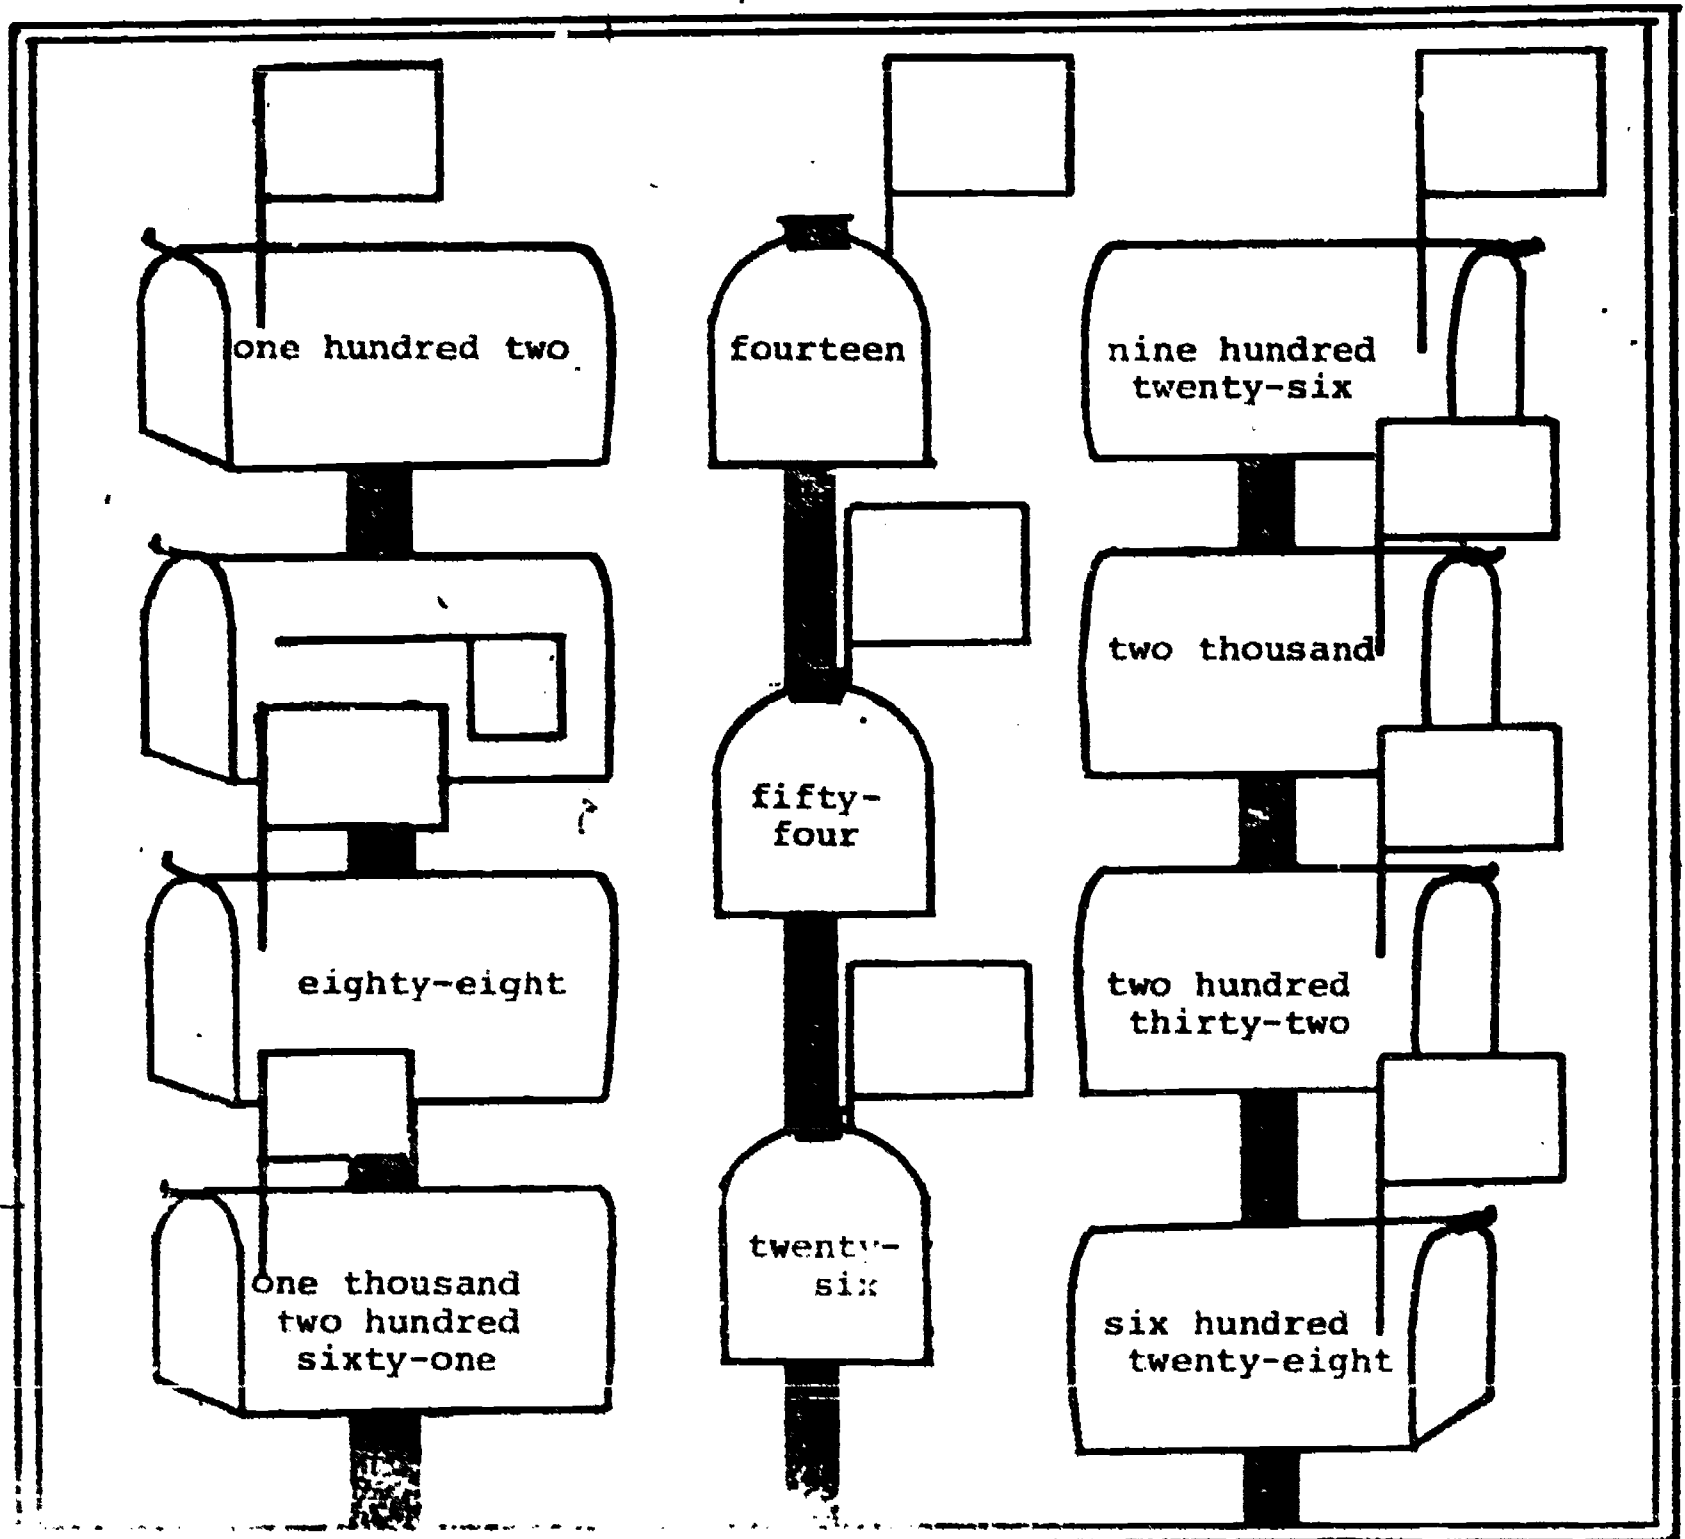 one hundred two
fourteen
nine hundred
twenty-six
two thousand
fifty-
four
eighty-eight
two hundred
thirty-two
twenty-
six
one thousand
two hundred
sixty-one
six hundred
twenty-eight